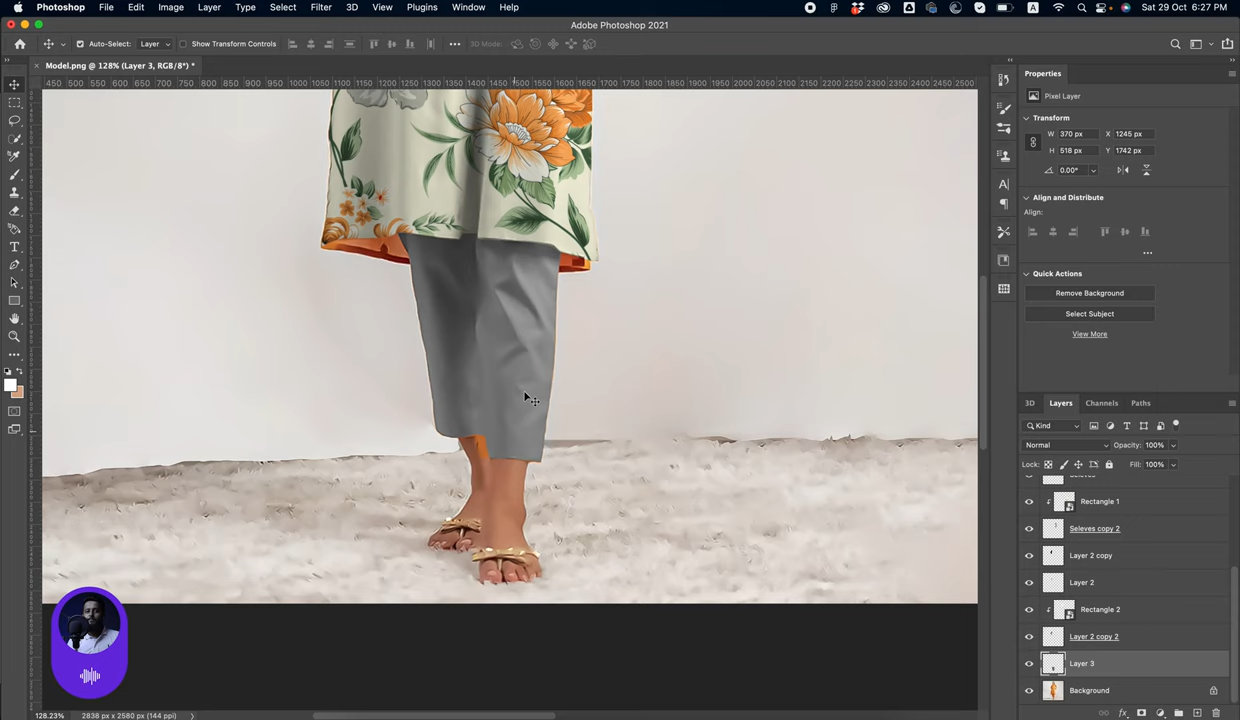 Photoshop File Edit Image Layer Type Select Filter 3D View Plugins Window Help A Sat 29 Oct 6:27 PM
Adobe Photoshop 2021
Auto-Select: Layer Show Transform Controls 3D Mode:
Model.png @ 128% (Layer 3, RGB/8*) *
450 500 550 600 650 700 750 800 850 900 950 1000 1050 1100 1150 1200 1250 1300 1350 1400 1450 1500 1550 1600 1650 1700 1750 1800 1850 1900 1950 2000 2050 2100 2150 2200 2250 2300 2350 2400 2450 2500
Properties
Pixel Layer
Transform
W 370 px X 1245 px
H 518 px Y 1742 px
0.00°
Align and Distribute
Align:
Quick Actions
Remove Background
Select Subject
View More
3D Layers Channels Paths
Kind
Normal Opacity: 100%
Lock: Fill: 100%
Rectangle 1
Seleves copy 2
Layer 2 copy
Layer 2
Rectangle 2
Layer 2 copy 2
Layer 3
Background
128.23% 2838 px x 2580 px (144 ppi)